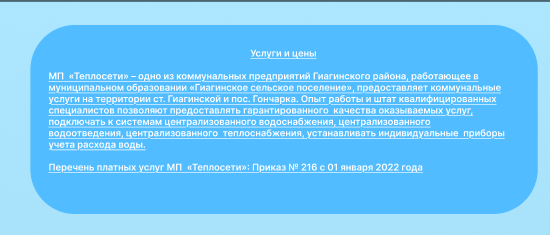 Услуги и цены
МП «Теплосети» – одно из коммунальных предприятий Гиагинского района, работающее в
муниципальном образовании «Гиагинское сельское поселение», предоставляет коммунальные
услуги на территории ст. Гиагинской и пос. Гончарка. Опыт работы и штат квалифицированных
специалистов позволяют предоставлять гарантированного качества оказываемых услуг,
подключать к системам централизованного водоснабжения, централизованного
водоотведения, централизованного теплоснабжения, устанавливать индивидуальные приборы
учета расхода воды.
Перечень платных услуг МП «Теплосети»: Приказ № 216 с 01 января 2022 года